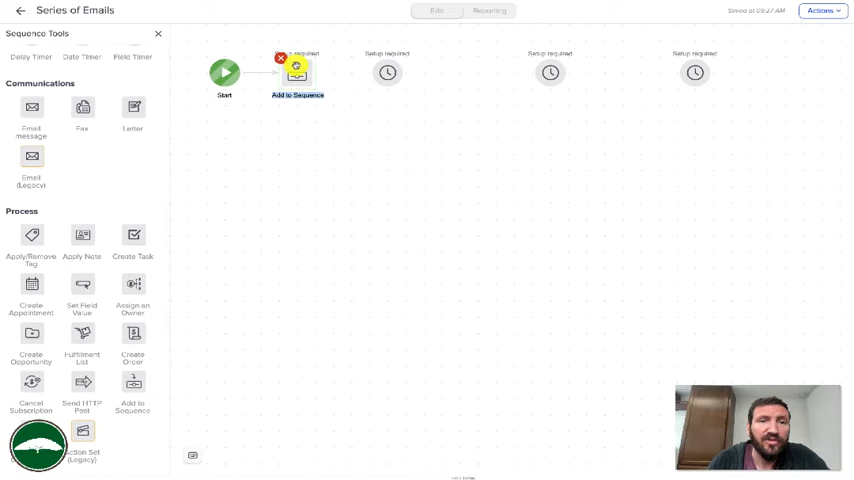 Series of Emails
Edit
Reporting
Saved at 09:27 AM
Actions
Sequence Tools
Delay Timer
Date Timer
Field Timer
Communications
Email message
Fax
Letter
Email (Legacy)
Process
Apply/Remove Tag
Apply Note
Create Task
Create Appointment
Set Field Value
Assign an Owner
Create Opportunity
Fulfillment List
Create Order
Cancel Subscription
Send HTTP Post
Add to Sequence
Action Set (Legacy)
required
Setup required
Setup required
Setup required
Start
Add to Sequence